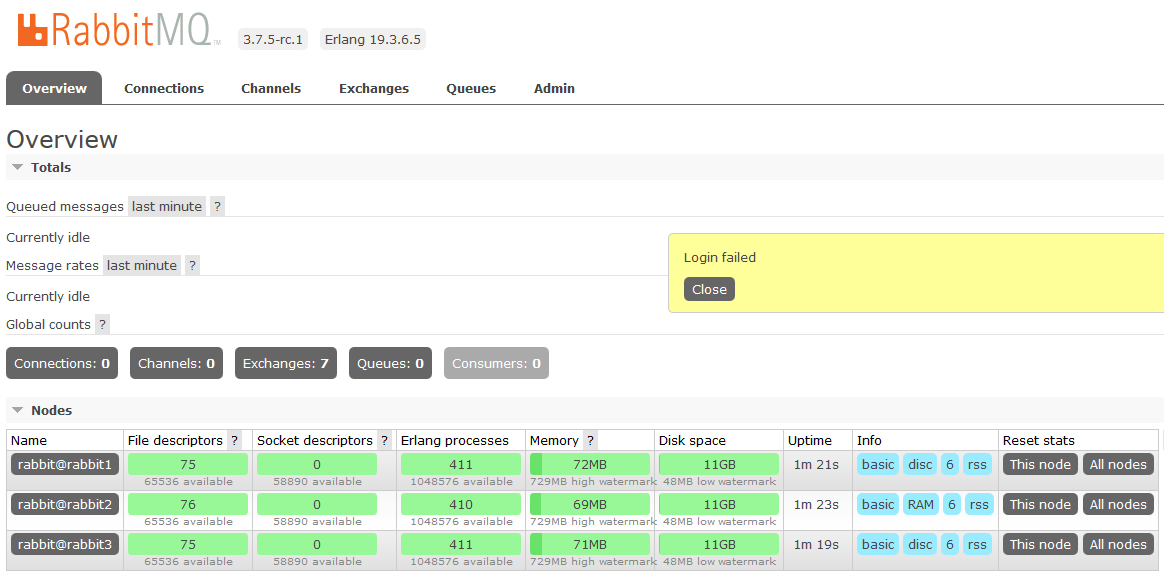 RabbitMQ™ 3.7.5-rc.1 Erlang 19.3.6.5
Overview Connections Channels Exchanges Queues Admin
Overview
Totals
Queued messages last minute ?
Currently idle
Message rates last minute ?
Currently idle
Global counts ?
Login failed
Close
Connections: 0 Channels: 0 Exchanges: 7 Queues: 0 Consumers: 0
Nodes
Name File descriptors ? Socket descriptors ? Erlang processes Memory ? Disk space Uptime Info Reset stats
rabbit@rabbit1 75 0 411 72MB 11GB 1m 21s basic disc 6 rss This node All nodes
65536 available 58890 available 1048576 available 729MB high watermark 48MB low watermark
rabbit@rabbit2 76 0 410 69MB 11GB 1m 23s basic RAM 6 rss This node All nodes
65536 available 58890 available 1048576 available 729MB high watermark 48MB low watermark
rabbit@rabbit3 75 0 411 71MB 11GB 1m 19s basic disc 6 rss This node All nodes
65536 available 58890 available 1048576 available 729MB high watermark 48MB low watermark